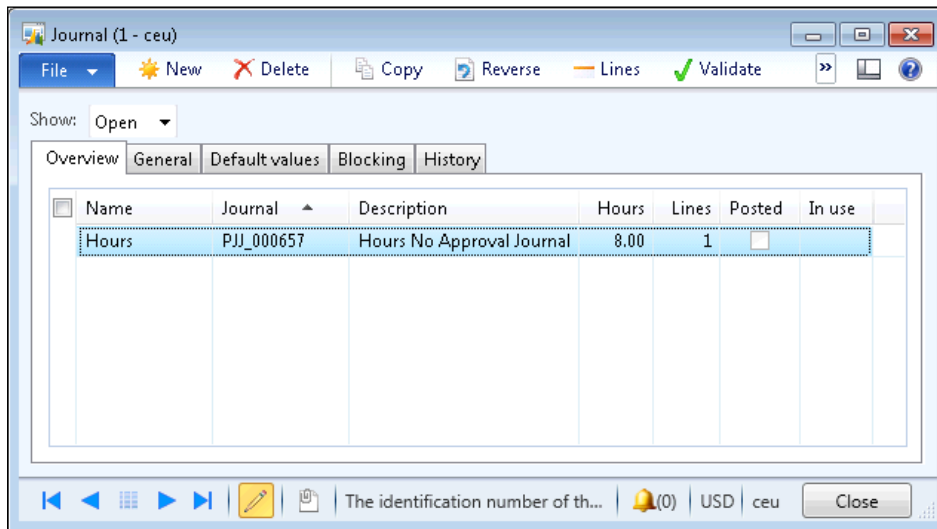 Journal (1 - ceu)
File New Delete Copy Reverse Lines Validate »
Show: Open
Overview General Default values Blocking History
Name Journal Description Hours Lines Posted In use
Hours PJJ_000657 Hours No Approval Journal 8.00 1
The identification number of th... (0) USD ceu Close